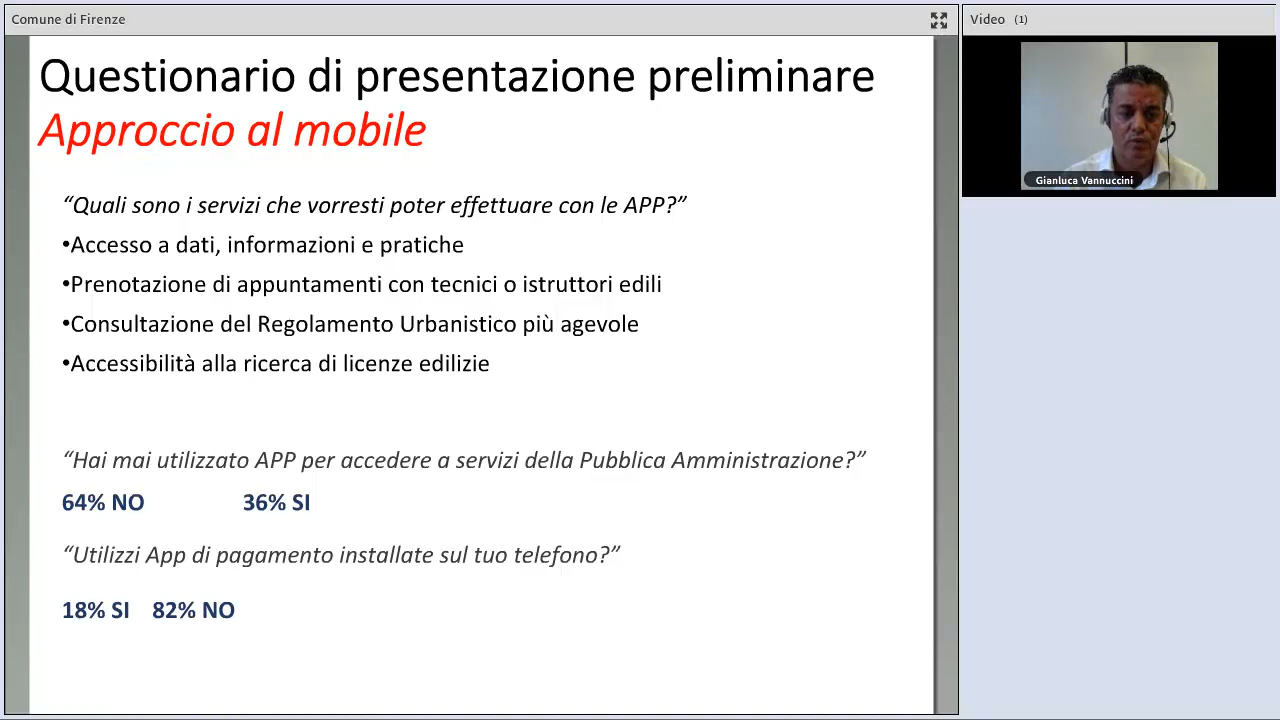 Comune di Firenze
Video (1)
Gianluca Vannuccini
Questionario di presentazione preliminare
Approccio al mobile
“Quali sono i servizi che vorresti poter effettuare con le APP?”
•Accesso a dati, informazioni e pratiche
•Prenotazione di appuntamenti con tecnici o istruttori edili
•Consultazione del Regolamento Urbanistico più agevole
•Accessibilità alla ricerca di licenze edilizie
“Hai mai utilizzato APP per accedere a servizi della Pubblica Amministrazione?”
64% NO 36% SI
“Utilizzi App di pagamento installate sul tuo telefono?”
18% SI 82% NO